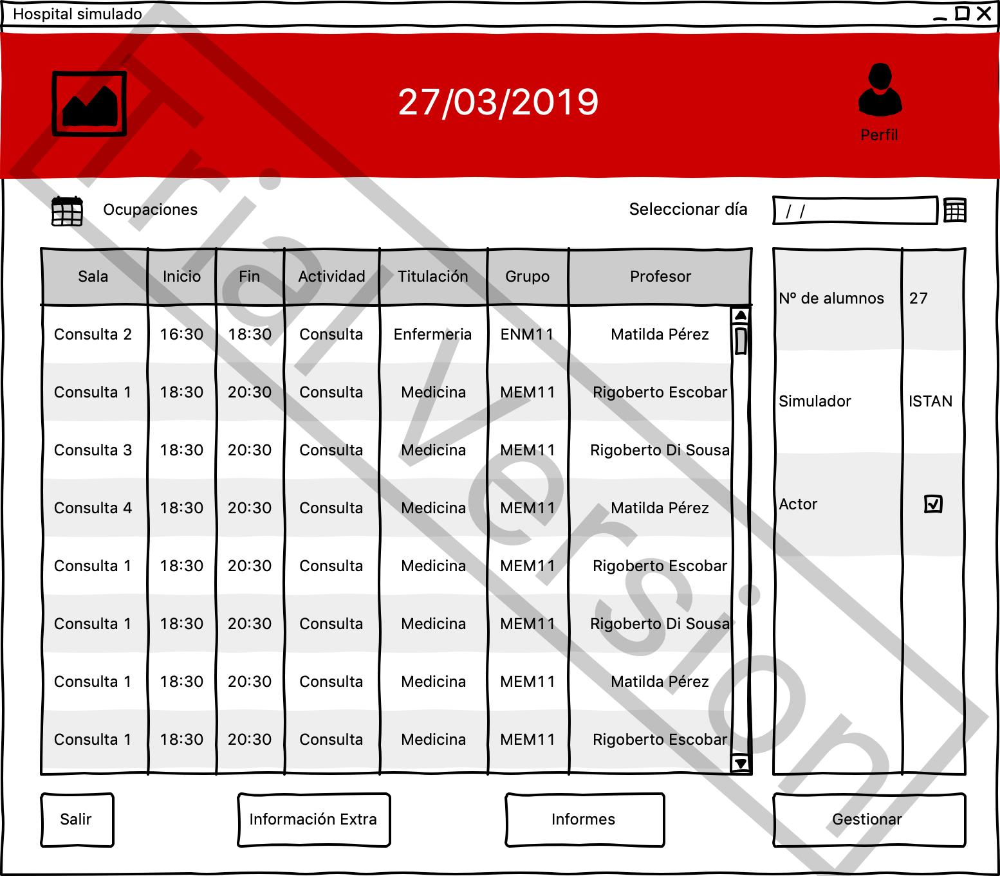 Hospital simulado
27/03/2019
Perfil
Ocupaciones
Seleccionar día
/ /
Sala Inicio Fin Actividad Titulación Grupo Profesor
Consulta 2 16:30 18:30 Consulta Enfermeria ENM11 Matilda Pérez
Consulta 1 18:30 20:30 Consulta Medicina MEM11 Rigoberto Escobar
Consulta 3 18:30 20:30 Consulta Medicina MEM11 Rigoberto Di Sousa
Consulta 4 18:30 20:30 Consulta Medicina MEM11 Matilda Pérez
Consulta 1 18:30 20:30 Consulta Medicina MEM11 Rigoberto Escobar
Consulta 1 18:30 20:30 Consulta Medicina MEM11 Rigoberto Di Sousa
Consulta 1 18:30 20:30 Consulta Medicina MEM11 Matilda Pérez
Consulta 1 18:30 20:30 Consulta Medicina MEM11 Rigoberto Escobar
Nº de alumnos 27
Simulador ISTAN
Actor
Salir
Información Extra
Informes
Gestionar
Trial Version